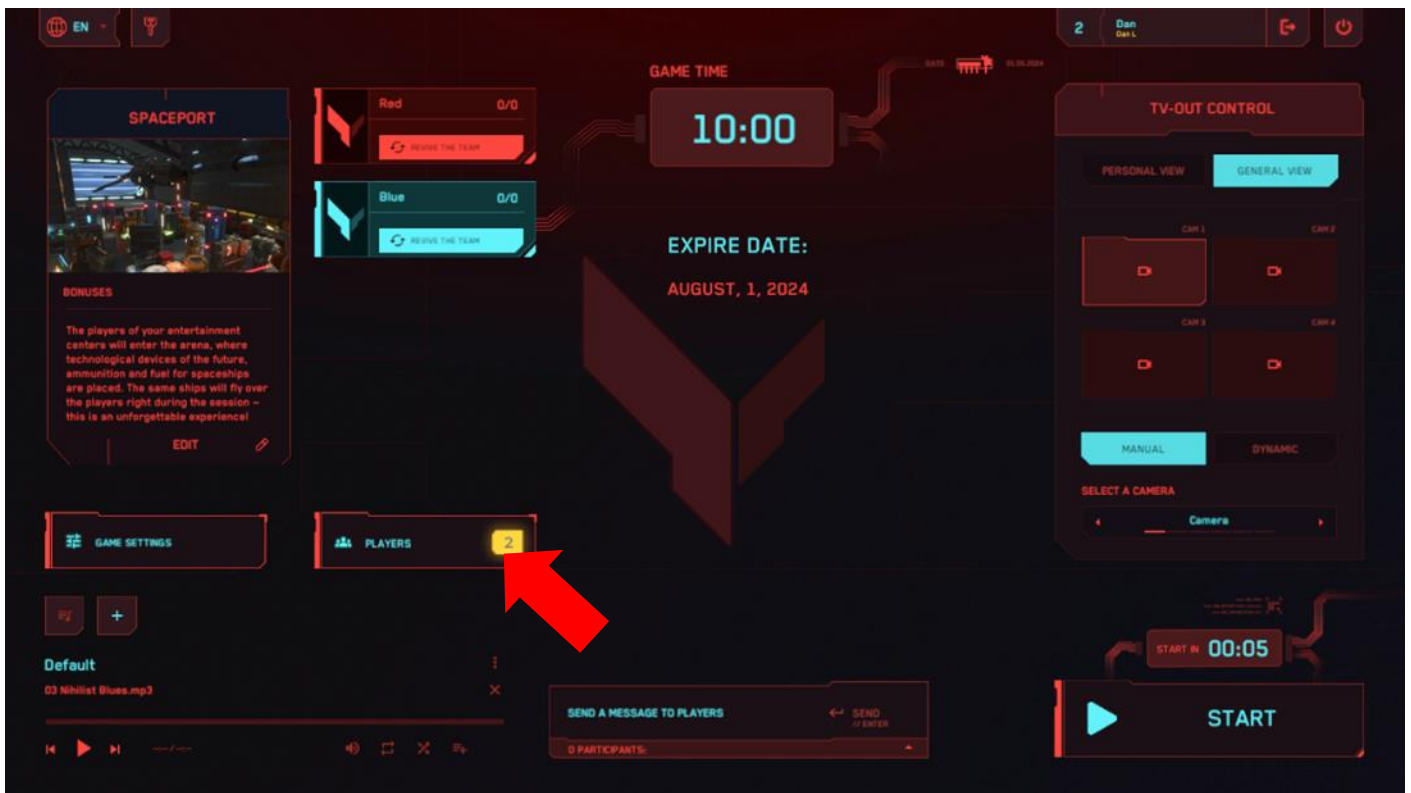 EN
2
Dan
Dan L
GAME TIME
DATE
01.05.2024
SPACEPORT
Red
0/0
REVIVE THE TEAM
10:00
TV-OUT CONTROL
PERSONAL VIEW
GENERAL VIEW
Blue
0/0
REVIVE THE TEAM
EXPIRE DATE:
AUGUST, 1, 2024
CAM 1
CAM 2
CAM 3
CAM 4
BONUSES
The players of your entertainment
centers will enter the arena, where
technological devices of the future,
ammunition and fuel for spaceships
are placed. The same ships will fly over
the players right during the session –
this is an unforgettable experience!
EDIT
MANUAL
DYNAMIC
SELECT A CAMERA
Camera
GAME SETTINGS
PLAYERS
2
START IN 00:05
Default
03 Nihilist Blues.mp3
SEND A MESSAGE TO PLAYERS
SEND
// ENTER
0 PARTICIPANTS:
START
--:-- / --:--